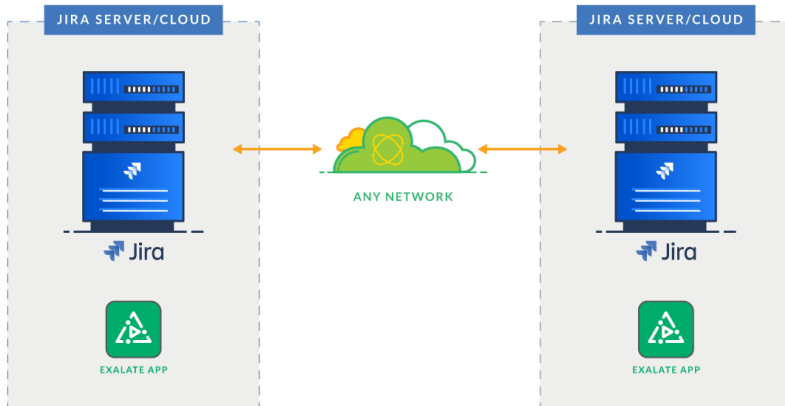 JIRA SERVER/CLOUD
JIRA SERVER/CLOUD
ANY NETWORK
Jira
Jira
EXALATE APP
EXALATE APP